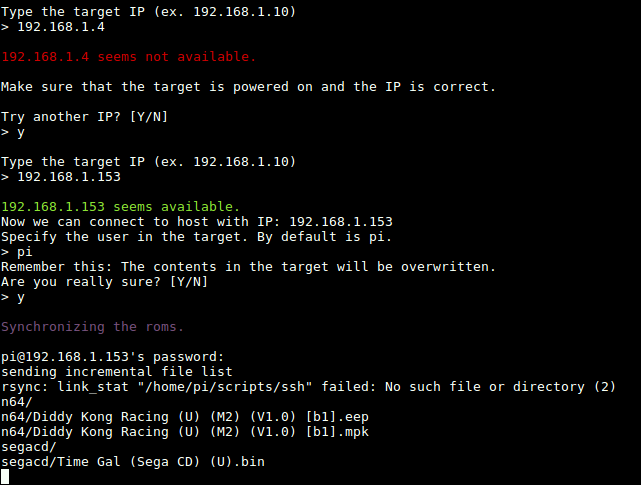 Type the target IP (ex. 192.168.1.10)
> 192.168.1.4
192.168.1.4 seems not available.
Make sure that the target is powered on and the IP is correct.
Try another IP? [Y/N]
> y
Type the target IP (ex. 192.168.1.10)
> 192.168.1.153
192.168.1.153 seems available.
Now we can connect to host with IP: 192.168.1.153
Specify the user in the target. By default is pi.
> pi
Remember this: The contents in the target will be overwritten.
Are you really sure? [Y/N]
> y
Synchronizing the roms.
pi@192.168.1.153's password:
sending incremental file list
rsync: link_stat "/home/pi/scripts/ssh" failed: No such file or directory (2)
n64/
n64/Diddy Kong Racing (U) (M2) (V1.0) [b1].eep
n64/Diddy Kong Racing (U) (M2) (V1.0) [b1].mpk
segacd/
segacd/Time Gal (Sega CD) (U).bin